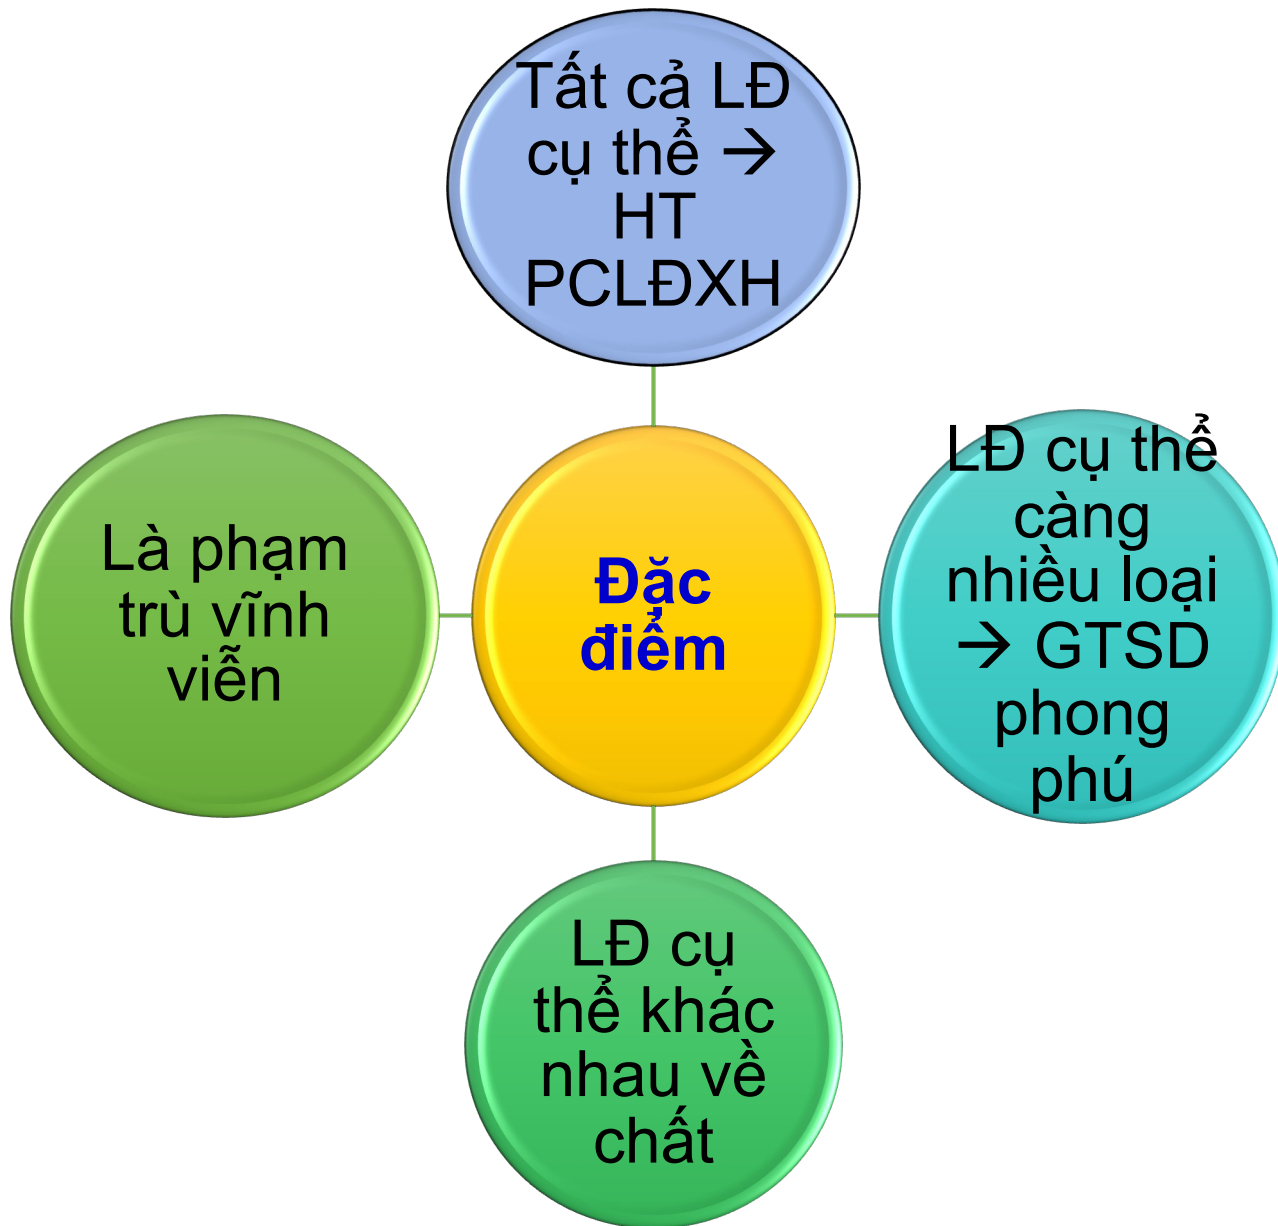 Tất cả LĐ
cụ thể →
HT
PCLĐXH
Là phạm
trù vĩnh
viễn
Đặc
điểm
LĐ cụ thể
càng
nhiều loại
→ GTSD
phong
phú
LĐ cụ
thể khác
nhau về
chất